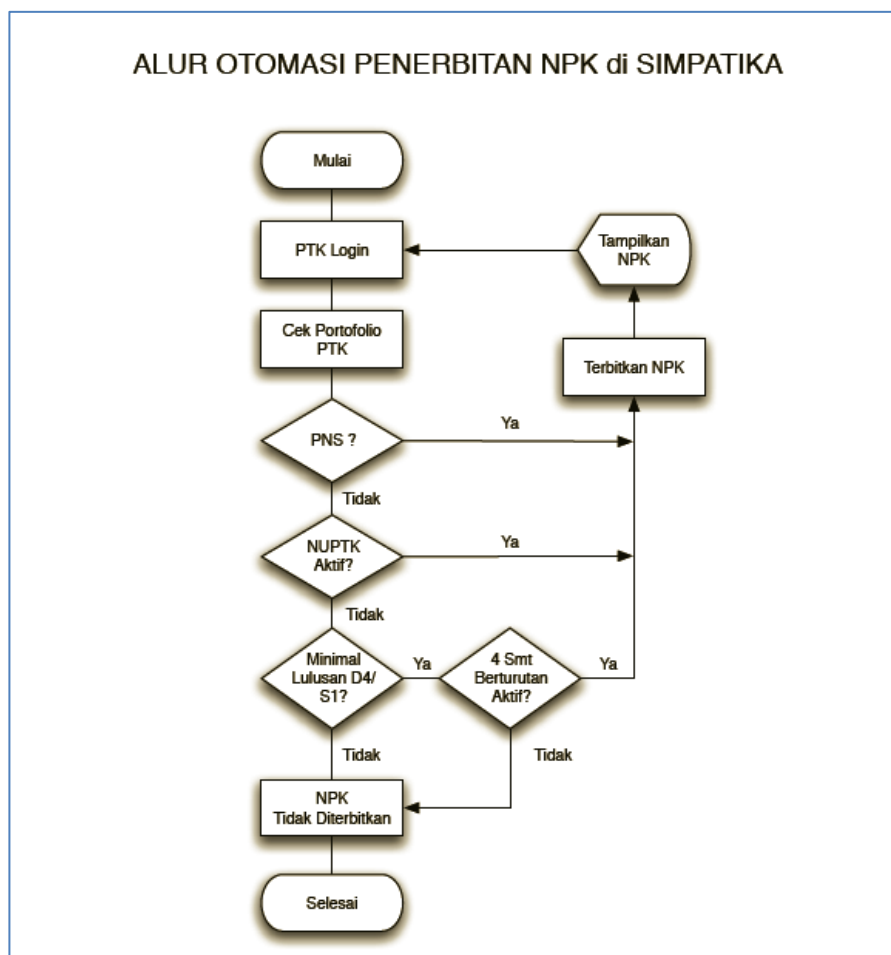 ALUR OTOMASI PENERBITAN NPK di SIMPATIKA
Mulai
PTK Login
Tampilkan
NPK
Cek Portofolio
PTK
Terbitkan NPK
PNS ?
Ya
Tidak
NUPTK
Aktif?
Ya
Tidak
Minimal
Lulusan D4/
S1?
Ya
4 Smt
Berturutan
Aktif?
Ya
Tidak
Tidak
NPK
Tidak Diterbitkan
Selesai